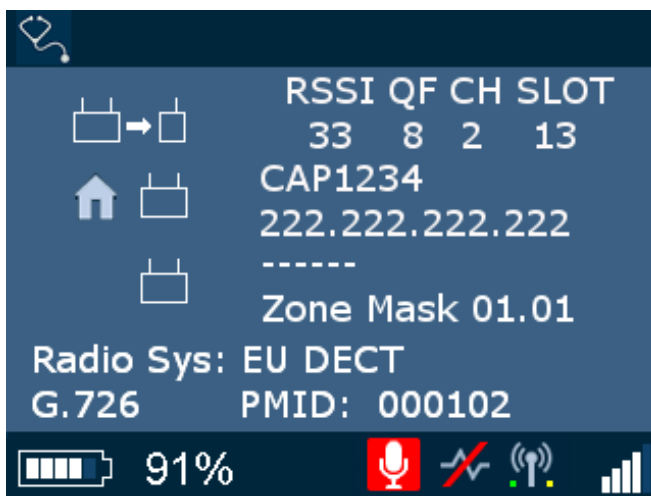 RSSI QF CH SLOT
33 8 2 13
CAP1234
222.222.222.222
------
Zone Mask 01.01
Radio Sys: EU DECT
G.726 PMID: 000102
91%